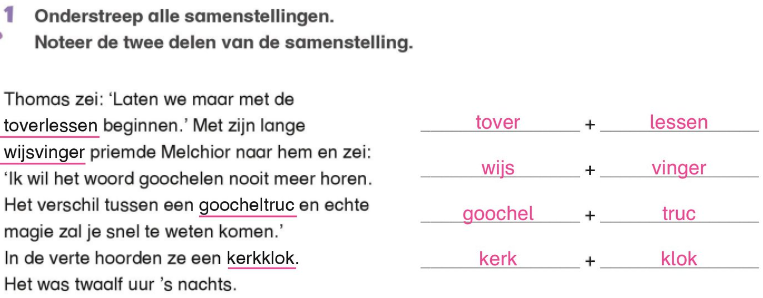 1 Onderstreep alle samenstellingen.
Noteer de twee delen van de samenstelling.
Thomas zei: ‘Laten we maar met de
toverlessen beginnen.’ Met zijn lange
wijsvinger priemde Melchior naar hem en zei:
‘Ik wil het woord goochelen nooit meer horen.
Het verschil tussen een goocheltruc en echte
magie zal je snel te weten komen.’
In de verte hoorden ze een kerkklok.
Het was twaalf uur ’s nachts.
tover + lessen
wijs + vinger
goochel + truc
kerk + klok